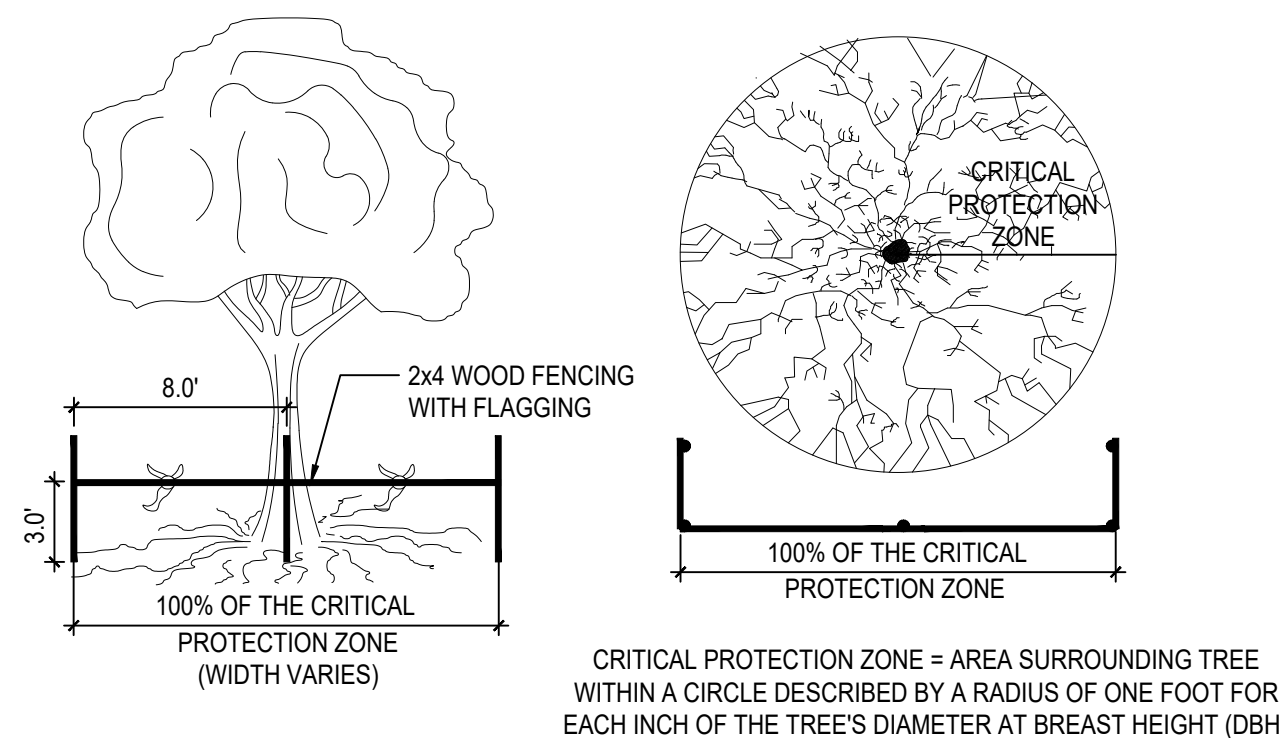 8.0'
2x4 WOOD FENCING
WITH FLAGGING
3.0'
100% OF THE CRITICAL
PROTECTION ZONE
(WIDTH VARIES)
CRITICAL
PROTECTION
ZONE
100% OF THE CRITICAL
PROTECTION ZONE
CRITICAL PROTECTION ZONE = AREA SURROUNDING TREE
WITHIN A CIRCLE DESCRIBED BY A RADIUS OF ONE FOOT FOR
EACH INCH OF THE TREE'S DIAMETER AT BREAST HEIGHT (DBH